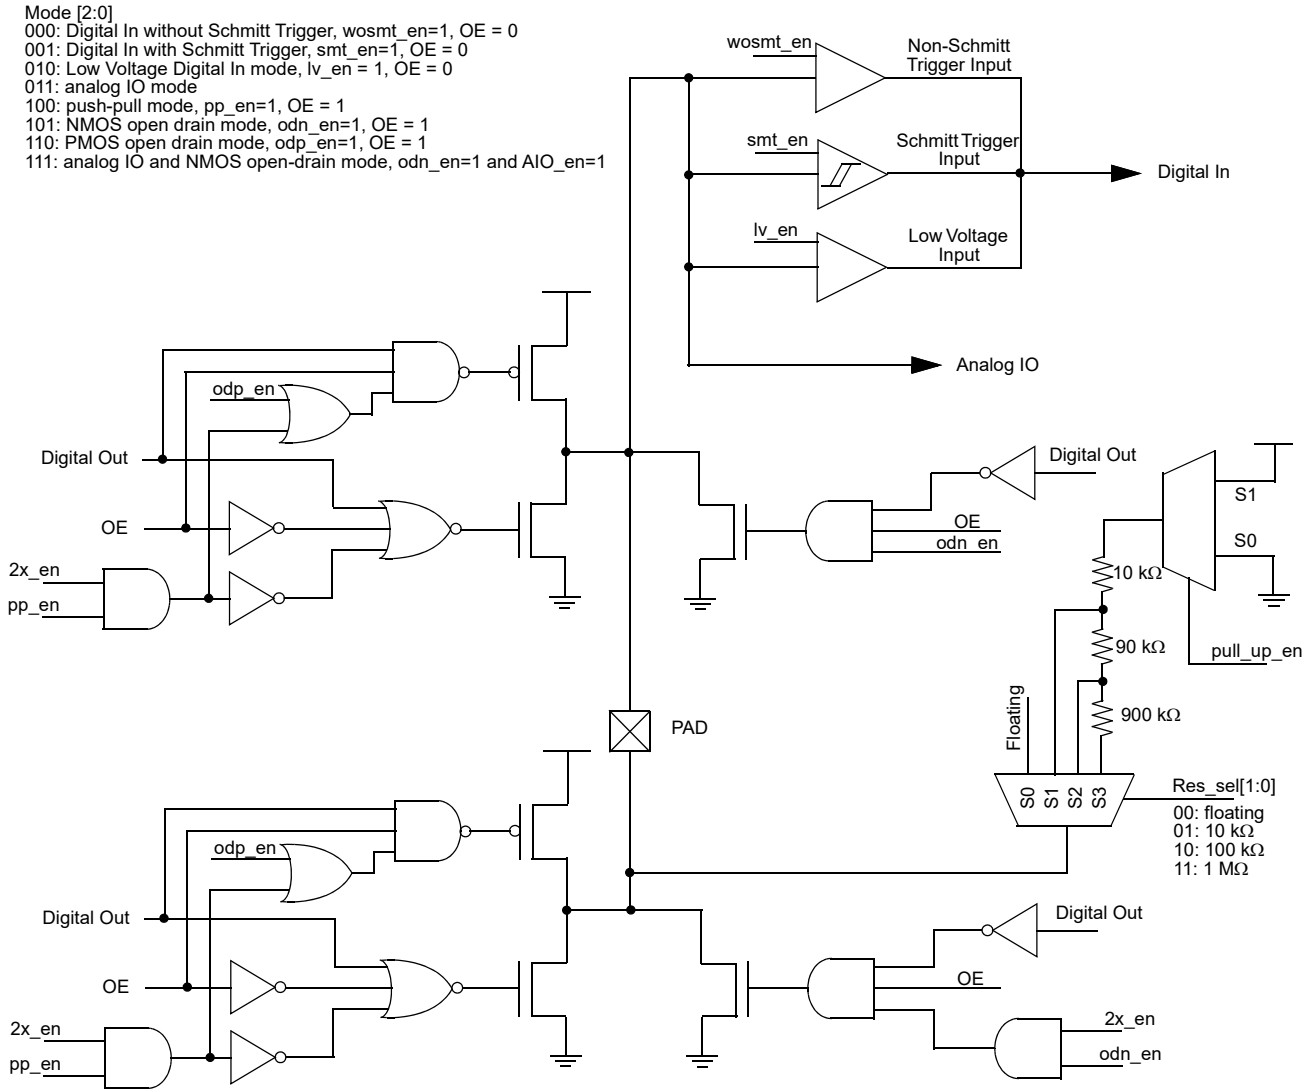 Mode [2:0]
000: Digital In without Schmitt Trigger, wosmt_en=1, OE = 0
001: Digital In with Schmitt Trigger, smt_en=1, OE = 0
010: Low Voltage Digital In mode, lv_en = 1, OE = 0
011: analog IO mode
100: push-pull mode, pp_en=1, OE = 1
101: NMOS open drain mode, odn_en=1, OE = 1
110: PMOS open drain mode, odp_en=1, OE = 1
111: analog IO and NMOS open-drain mode, odn_en=1 and AIO_en=1
wosmt_en
Non-Schmitt
Trigger Input
smt_en
Schmitt Trigger
Input
Digital In
lv_en
Low Voltage
Input
Analog IO
odp_en
Digital Out
OE
2x_en
pp_en
Digital Out
OE
odn_en
S1
S0
10 kΩ
90 kΩ
pull_up_en
900 kΩ
Floating
PAD
S0
S1
S2
S3
Res_sel[1:0]
00: floating
01: 10 kΩ
10: 100 kΩ
11: 1 MΩ
odp_en
Digital Out
OE
2x_en
pp_en
Digital Out
OE
2x_en
odn_en